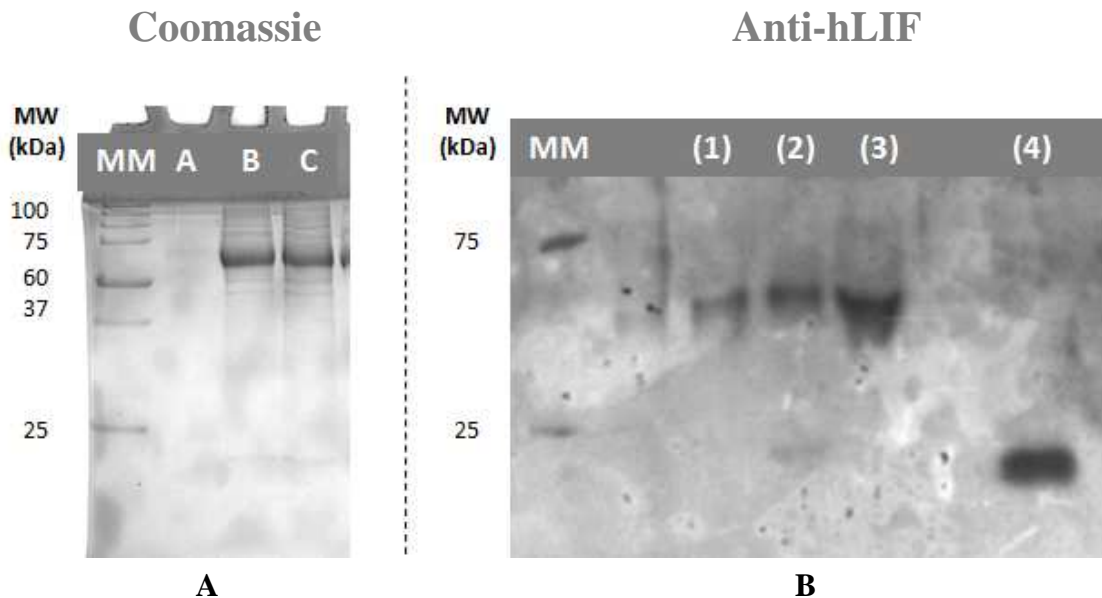 Coomassie
Anti-hLIF
MW
(kDa)
MM A B C
100
75
60
37
25
MW
(kDa)
MM (1) (2) (3) (4)
75
25
A
B